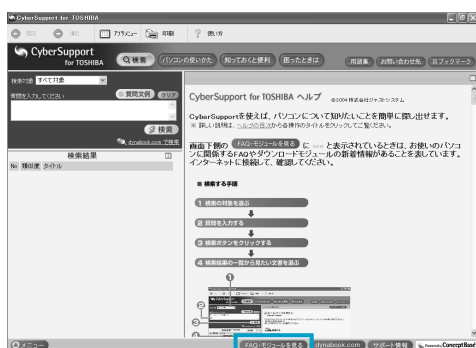 CyberSupport for TOSHIBA
ｱｸｾｽﾋﾞｭｰ 印刷 ? 使い方
CyberSupport
for TOSHIBA
検索 パソコンの使いかた 知っておくと便利 困ったときは 用語集 お問い合わせ先 ブックマーク
検索対象 すべて対象
質問を入力してください 質問文例 クリア
検索
dynabook.com で検索
検索結果
No 類似度 タイトル
CyberSupport for TOSHIBA ヘルプ ©2004 株式会社ジャストシステム
CyberSupportを使えば、パソコンについて知りたいことを簡単に探し出せます。
※ 詳しい説明は、ヘルプの目次から各操作のタイトルをクリックしてご覧ください。
画面下側の FAQ・モジュールを見る に new と表示されているときは、お使いのパソコ
ンに関係するFAQやダウンロードモジュールの新着情報があることを表しています。
インターネットに接続して、確認してください。
■ 検索する手順
1 検索の対象を選ぶ
2 質問を入力する
3 検索ボタンをクリックする
4 検索結果の一覧から見たい文書を選ぶ
1
2
3
4
メニュー FAQ・モジュールを見る dynabook.com サポート情報 Powered by ConceptBase